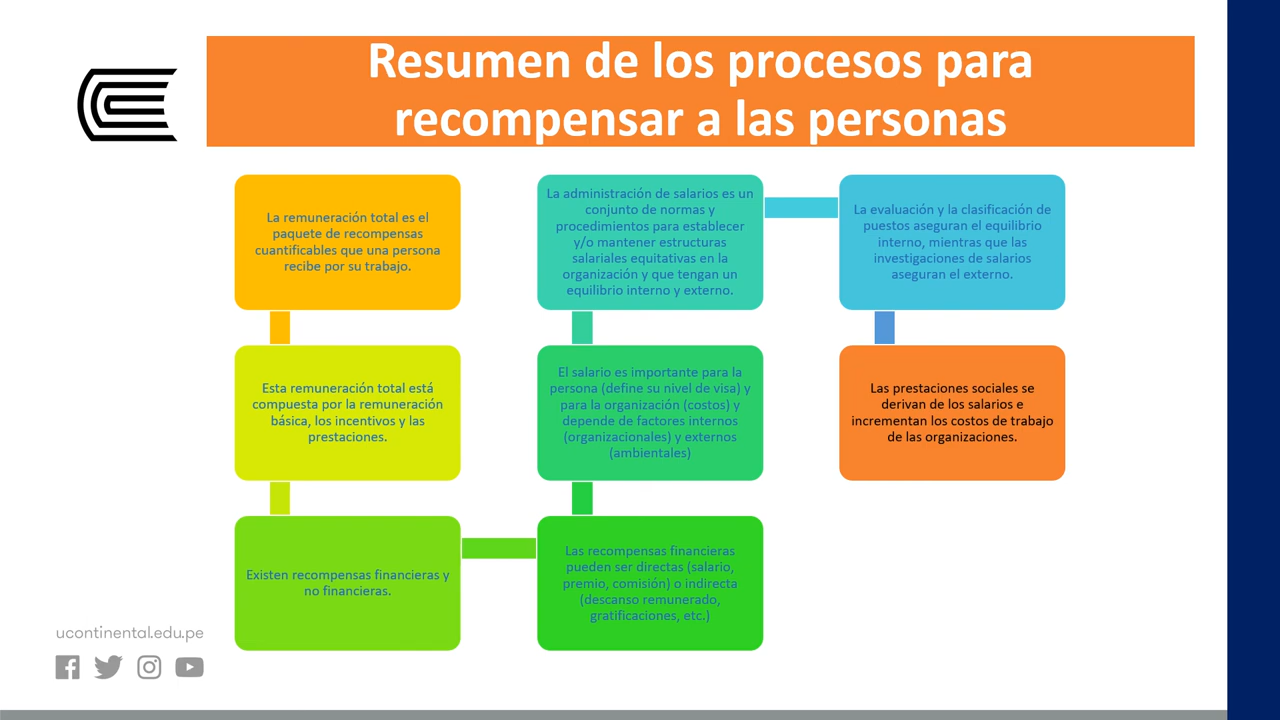 Resumen de los procesos para
recompensar a las personas
La remuneración total es el
paquete de recompensas
cuantificables que una persona
recibe por su trabajo.
Esta remuneración total está
compuesta por la remuneración
básica, los incentivos y las
prestaciones.
Existen recompensas financieras y
no financieras.
Las recompensas financieras
pueden ser directas (salario,
premio, comisión) o indirecta
(descanso remunerado,
gratificaciones, etc.)
El salario es importante para la
persona (define su nivel de visa) y
para la organización (costos) y
depende de factores internos
(organizacionales) y externos
(ambientales)
La administración de salarios es un
conjunto de normas y
procedimientos para establecer
y/o mantener estructuras
salariales equitativas en la
organización y que tengan un
equilibrio interno y externo.
La evaluación y la clasificación de
puestos aseguran el equilibrio
interno, mientras que las
investigaciones de salarios
aseguran el externo.
Las prestaciones sociales se
derivan de los salarios e
incrementan los costos de trabajo
de las organizaciones.
ucontinental.edu.pe